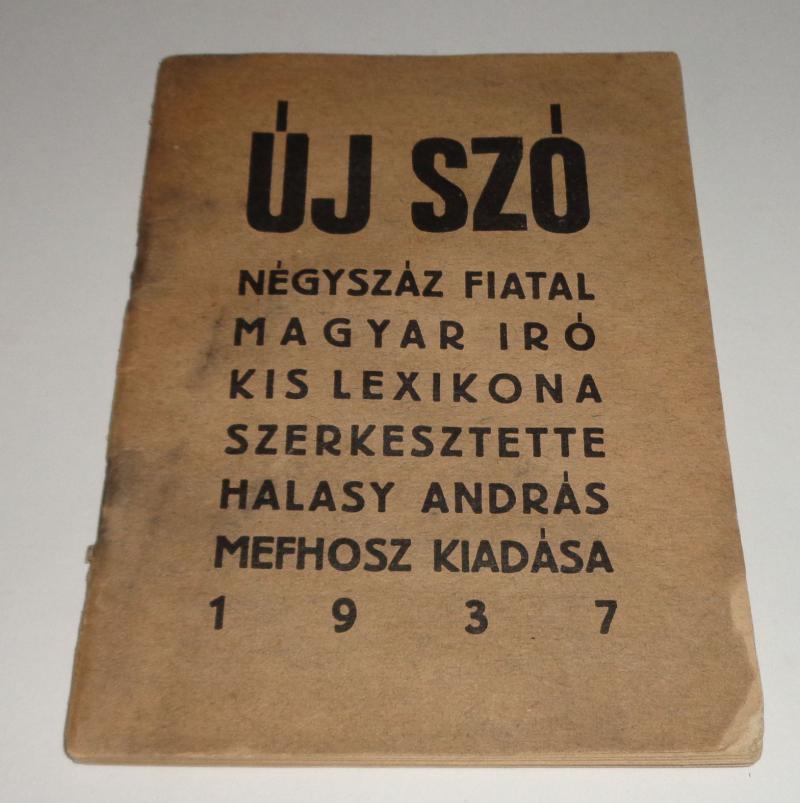 ÚJ SZÓ
NÉGYSZÁZ FIATAL
MAGYAR IRÓ
KIS LEXIKONA
SZERKESZTETTE
HALASY ANDRÁS
MEFHOSZ KIADÁSA
1937